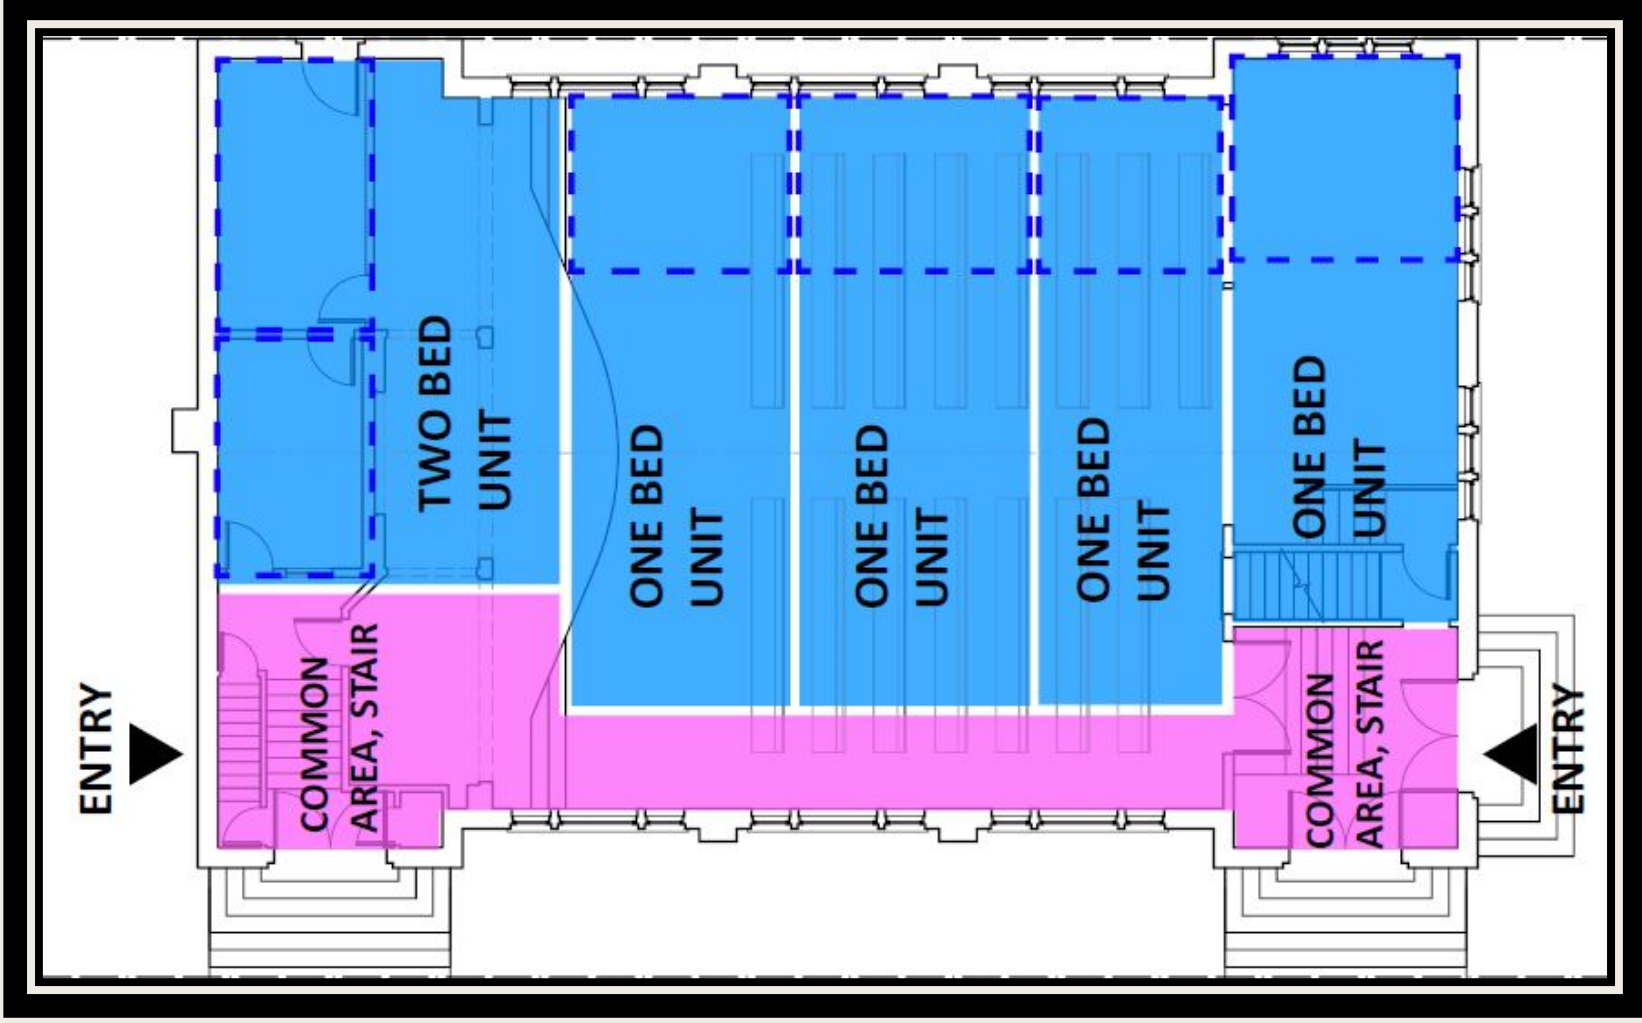 TWO BED
UNIT
ONE BED
UNIT
ONE BED
UNIT
ONE BED
UNIT
ONE BED
UNIT
ENTRY
COMMON
AREA, STAIR
COMMON
AREA, STAIR
ENTRY